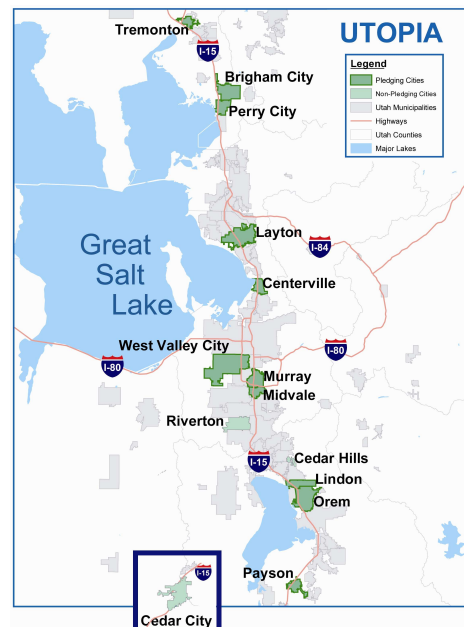 UTOPIA
Tremonton
I-15
Legend
Pledging Cities
Non-Pledging Cities
Utah Municipalities
Highways
Utah Counties
Major Lakes
Brigham City
Perry City
Layton
I-84
Great
Salt
Lake
Centerville
West Valley City
I-80
I-80
Murray
Midvale
Riverton
I-15
Cedar Hills
Lindon
Orem
Payson
I-15
Cedar City